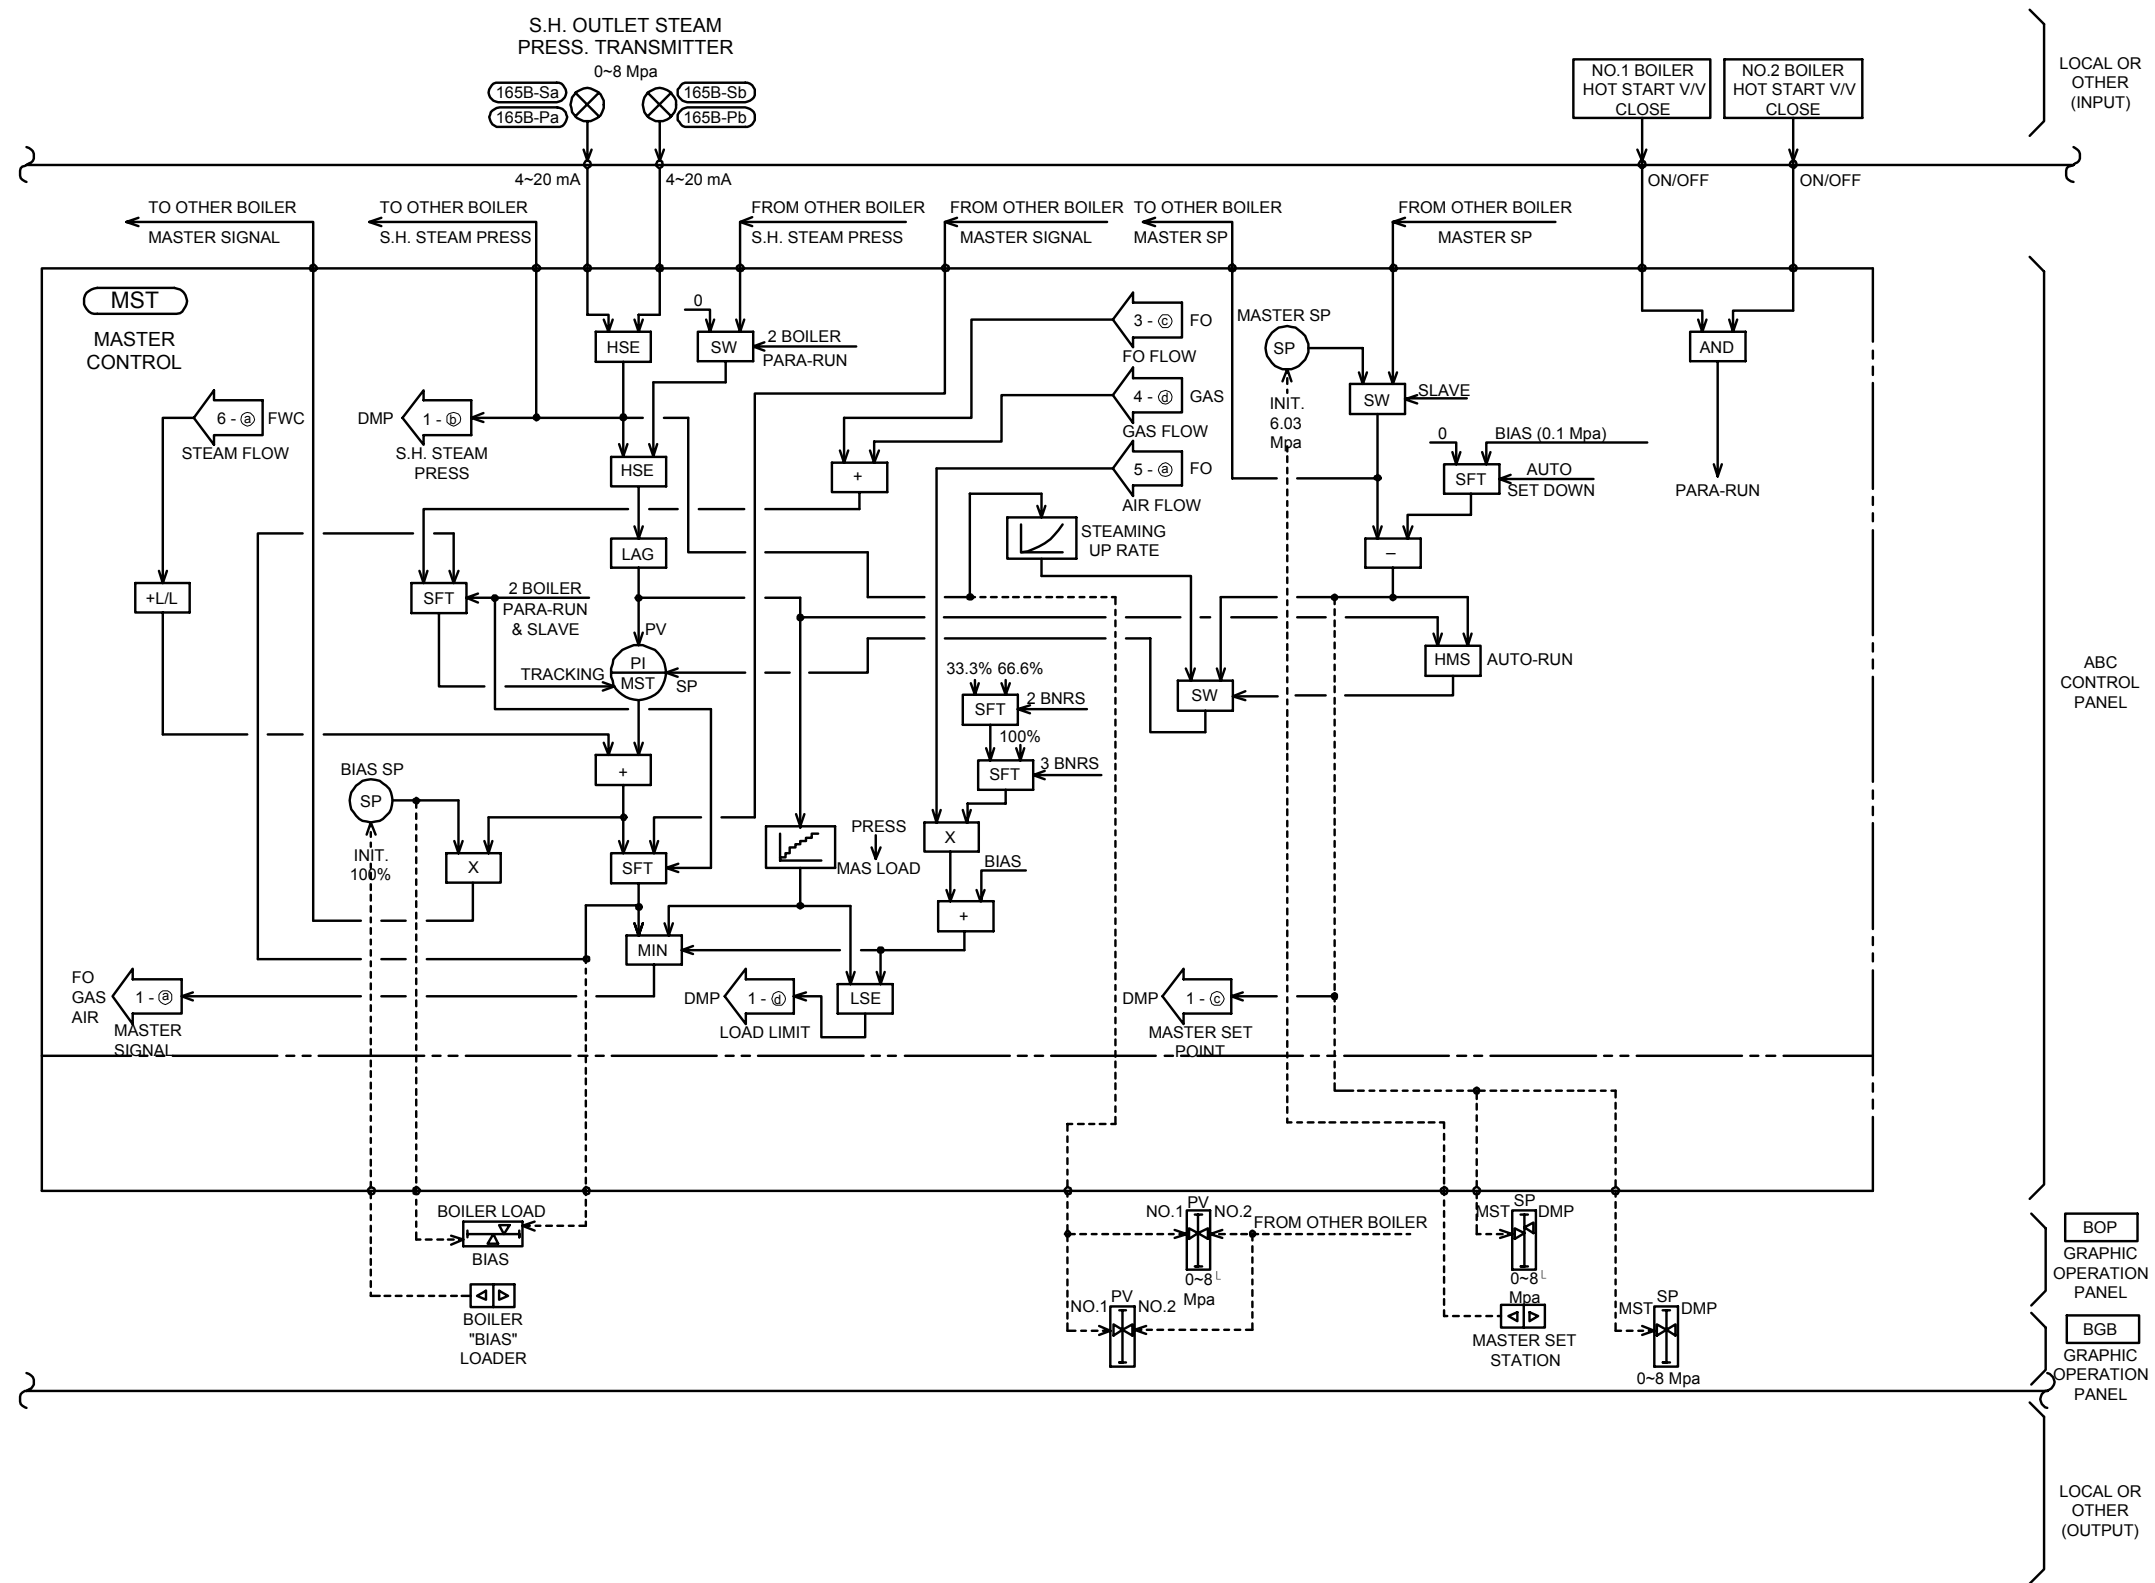 S.H. OUTLET STEAM
PRESS. TRANSMITTER
0~8 Mpa
165B-Sa
165B-Pa
165B-Sb
165B-Pb
NO.1 BOILER
HOT START V/V
CLOSE
NO.2 BOILER
HOT START V/V
CLOSE
LOCAL OR
OTHER
(INPUT)
4~20 mA
4~20 mA
ON/OFF
ON/OFF
TO OTHER BOILER
MASTER SIGNAL
TO OTHER BOILER
S.H. STEAM PRESS
FROM OTHER BOILER
S.H. STEAM PRESS
FROM OTHER BOILER
MASTER SIGNAL
TO OTHER BOILER
MASTER SP
FROM OTHER BOILER
MASTER SP
MST
MASTER
CONTROL
0
HSE
SW
2 BOILER
PARA-RUN
3 - ⓒ FO
FO FLOW
MASTER SP
SP
INIT.
6.03
Mpa
AND
PARA-RUN
SW
SLAVE
6 - ⓐ FWC
STEAM FLOW
DMP 1 - ⓑ
S.H. STEAM
PRESS
4 - ⓓ GAS
GAS FLOW
5 - ⓐ FO
AIR FLOW
0
BIAS (0.1 Mpa)
SFT
AUTO
SET DOWN
HSE
+
LAG
STEAMING
UP RATE
–
+L/L
SFT
2 BOILER
PARA-RUN
& SLAVE
PV
PI
MST
TRACKING
SP
HMS
AUTO-RUN
33.3% 66.6%
SFT
2 BNRS
SW
100%
SFT
3 BNRS
+
BIAS SP
SP
INIT.
100%
X
SFT
PRESS
MAS LOAD
X
BIAS
+
MIN
LSE
FO
GAS
AIR
1 - ⓐ
MASTER
SIGNAL
DMP 1 - ⓓ
LOAD LIMIT
DMP 1 - ⓒ
MASTER SET
POINT
ABC
CONTROL
PANEL
BOILER LOAD
BIAS
BOILER
"BIAS"
LOADER
PV
NO.1 NO.2
FROM OTHER BOILER
0~8
Mpa
PV
NO.1 NO.2
SP
MST DMP
0~8
Mpa
MASTER SET
STATION
SP
MST DMP
0~8 Mpa
BOP
GRAPHIC
OPERATION
PANEL
BGB
GRAPHIC
OPERATION
PANEL
LOCAL OR
OTHER
(OUTPUT)